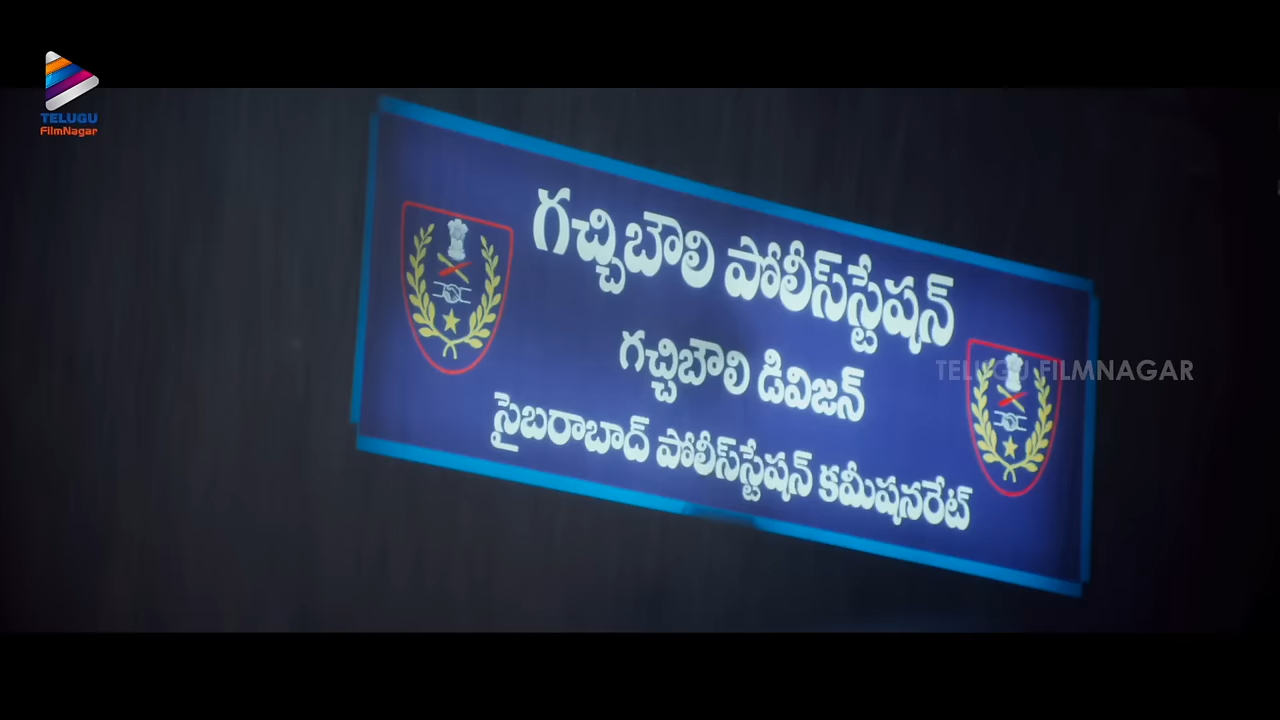 TELUGU
FilmNagar
గచ్చిబౌలి పోలీస్‌స్టేషన్
గచ్చిబౌలి డివిజన్
TELUGU FILMNAGAR
సైబరాబాద్ పోలీస్‌స్టేషన్ కమీషనరేట్